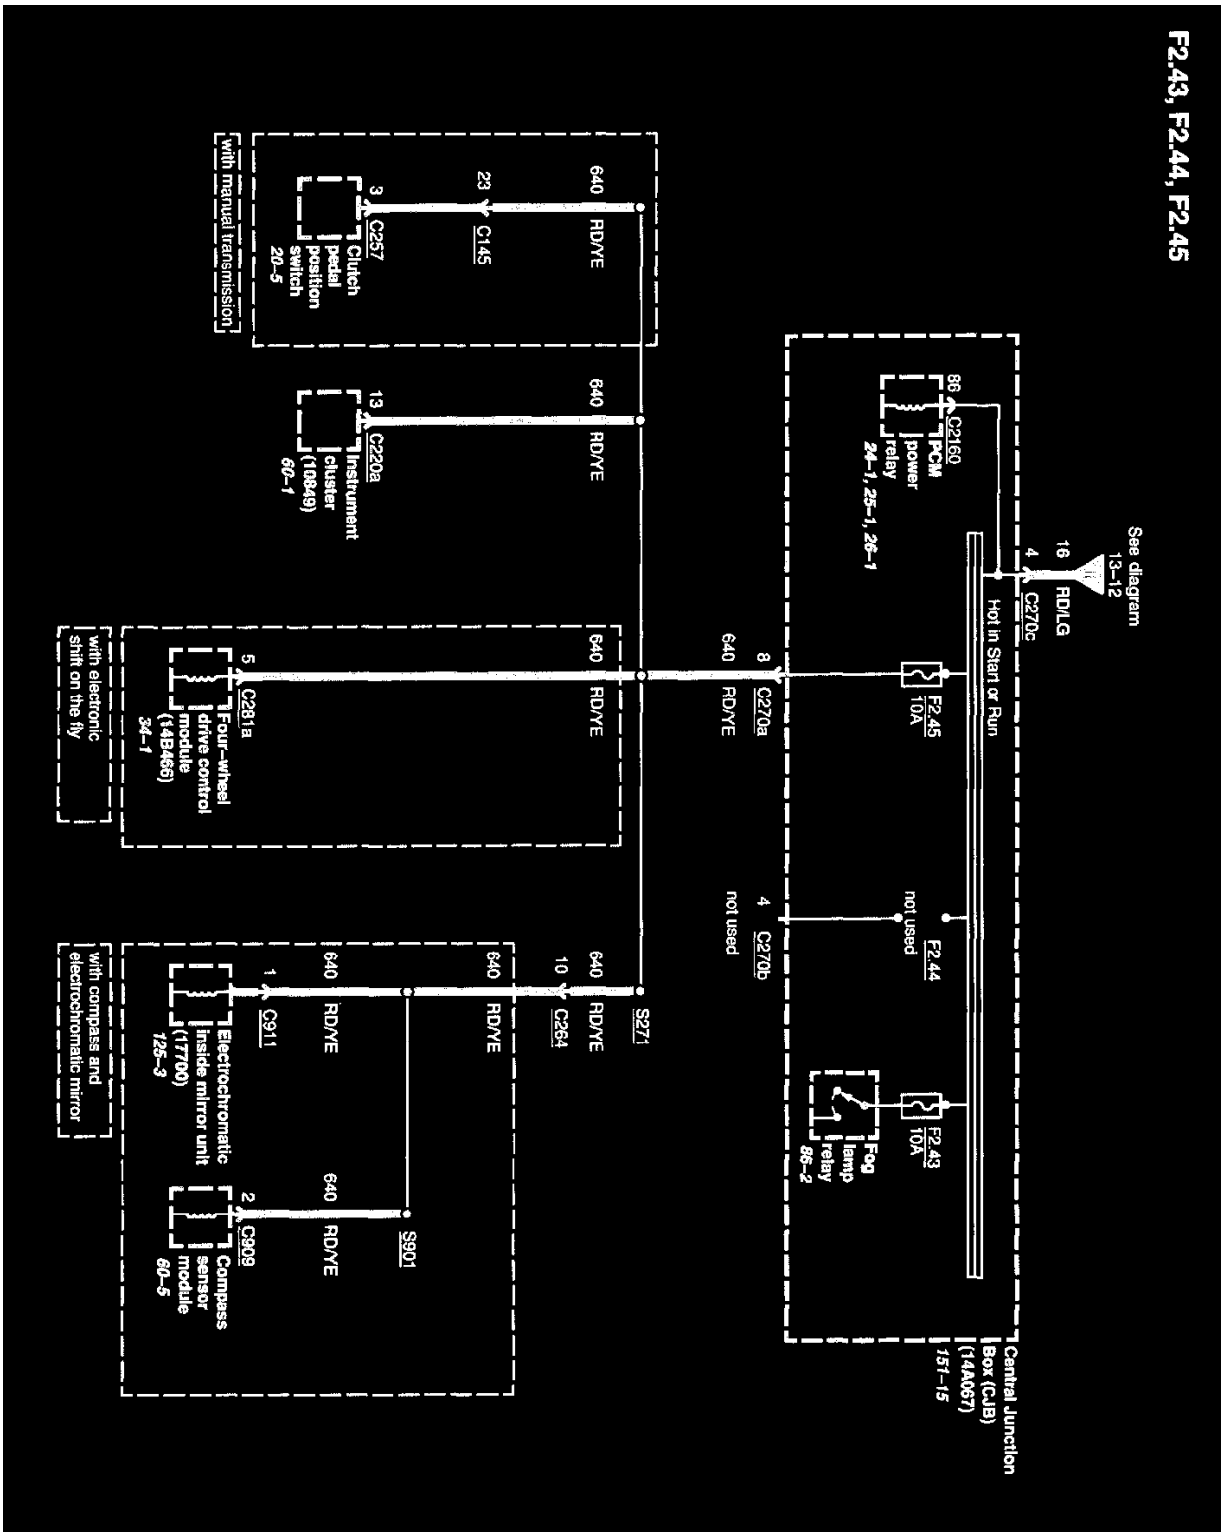 F2.43, F2.44, F2.45
See diagram
13–12
16 RD/LG
4 C270c
Hot in Start or Run
86 C2160
PCM
power
relay
24–1, 25–1, 26–1
F2.45
10A
F2.44
not used
F2.43
10A
Fog
lamp
relay
86–2
Central Junction
Box (CJB)
(14A067)
151–15
8 C270a
640 RD/YE
4 C270b
not used
640 RD/YE
23 C145
3 C257
Clutch
pedal
position
switch
20–5
with manual transmission
640 RD/YE
13 C220a
Instrument
cluster
(10849)
60–1
640 RD/YE
5 C281a
Four–wheel
drive control
module
(14B466)
34–1
with electronic
shift on the fly
S271
640 RD/YE
10 C264
640 RD/YE
S901
640 RD/YE
1 C911
Electrochromatic
inside mirror unit
(17700)
125–3
640 RD/YE
2 C909
Compass
sensor
module
60–5
with compass and
electrochromatic mirror